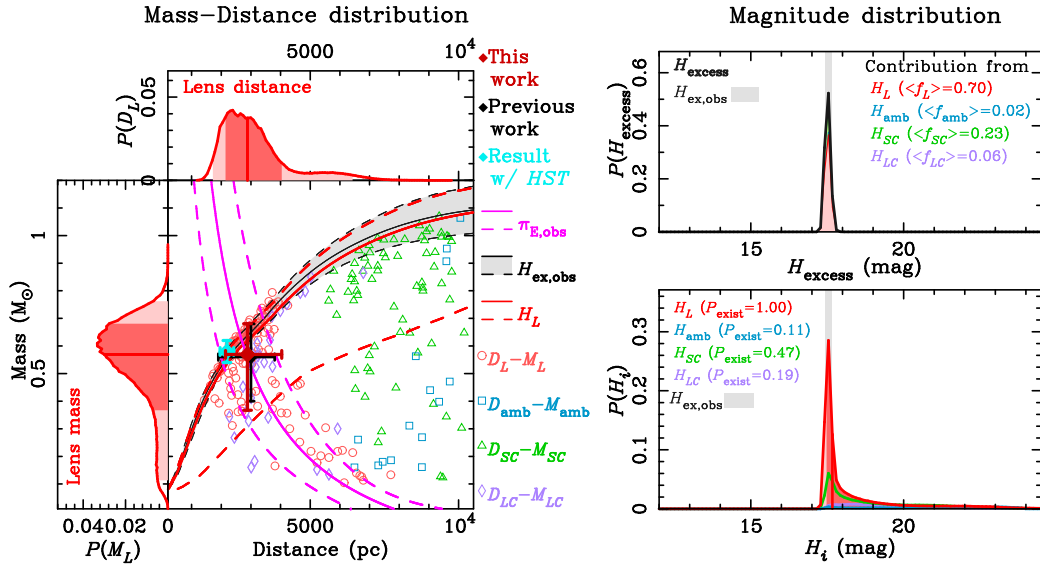 Mass-Distance distribution
5000 10⁴
P(D_L)
0.05
0
Lens distance
This work
Previous work
Result w/ HST
π_E,obs
H_ex,obs
H_L
D_L−M_L
D_amb−M_amb
D_SC−M_SC
D_LC−M_LC
Mass (M_⊙)
1
0.5
Lens mass
0.04 0.02
P(M_L)
0 5000 10⁴
Distance (pc)
Magnitude distribution
P(H_excess)
0.6
0.4
0.2
0
H_excess
H_ex,obs
Contribution from
H_L (<f_L>=0.70)
H_amb (<f_amb>=0.02)
H_SC (<f_SC>=0.23)
H_LC (<f_LC>=0.06)
15 20
H_excess (mag)
P(H_i)
0.3
0.2
0.1
0
H_L (P_exist=1.00)
H_amb (P_exist=0.11)
H_SC (P_exist=0.47)
H_LC (P_exist=0.19)
H_ex,obs
15 20
H_i (mag)